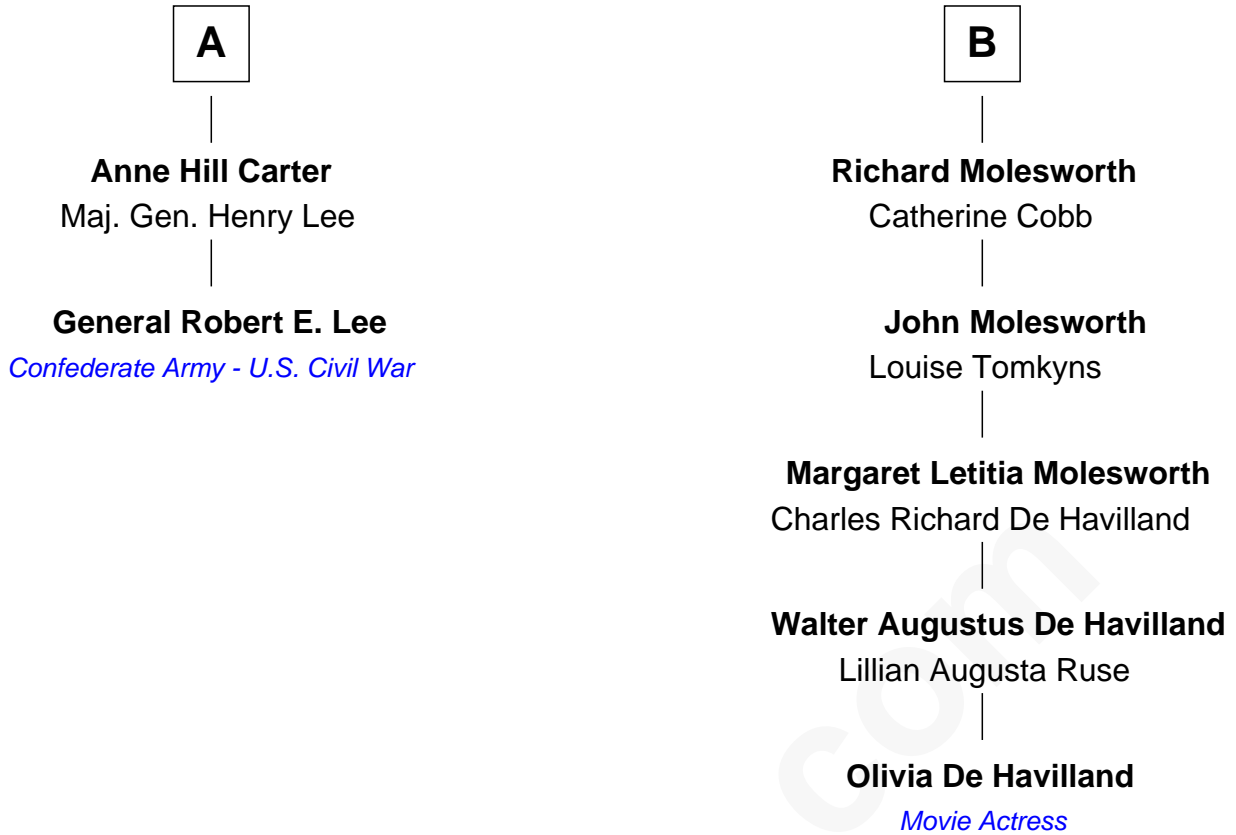 A
Anne Hill Carter
Maj. Gen. Henry Lee
General Robert E. Lee
Confederate Army - U.S. Civil War
B
Richard Molesworth
Catherine Cobb
John Molesworth
Louise Tomkyns
Margaret Letitia Molesworth
Charles Richard De Havilland
Walter Augustus De Havilland
Lillian Augusta Ruse
Olivia De Havilland
Movie Actress
com